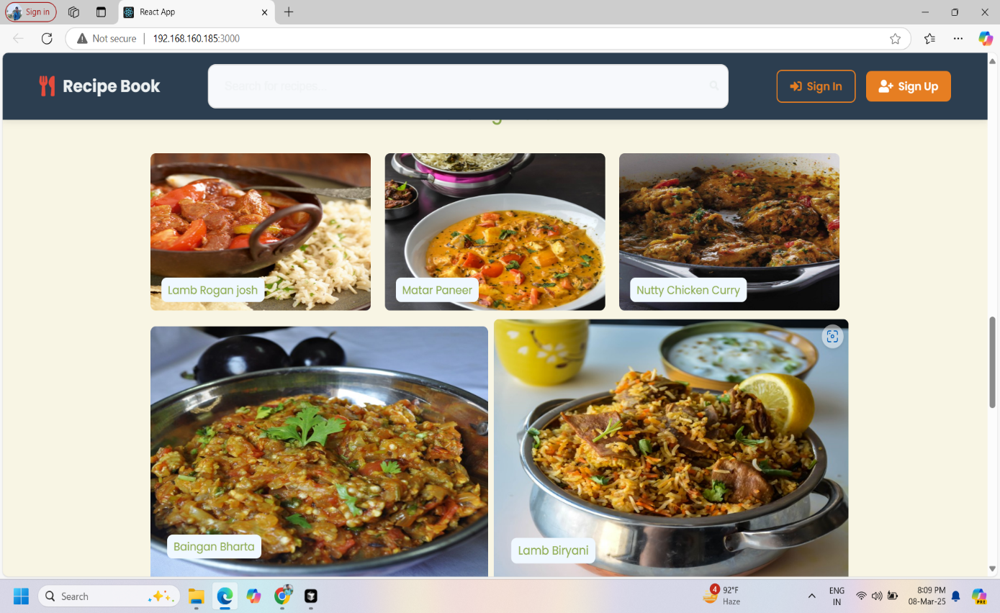 Sign in
React App
Not secure
192.168.160.185:3000
Recipe Book
Search for recipes...
Sign In
Sign Up
Lamb Rogan josh
Matar Paneer
Nutty Chicken Curry
Baingan Bharta
Lamb Biryani
Search
4
92°F
Haze
ENG
IN
8:09 PM
08-Mar-25
PRE